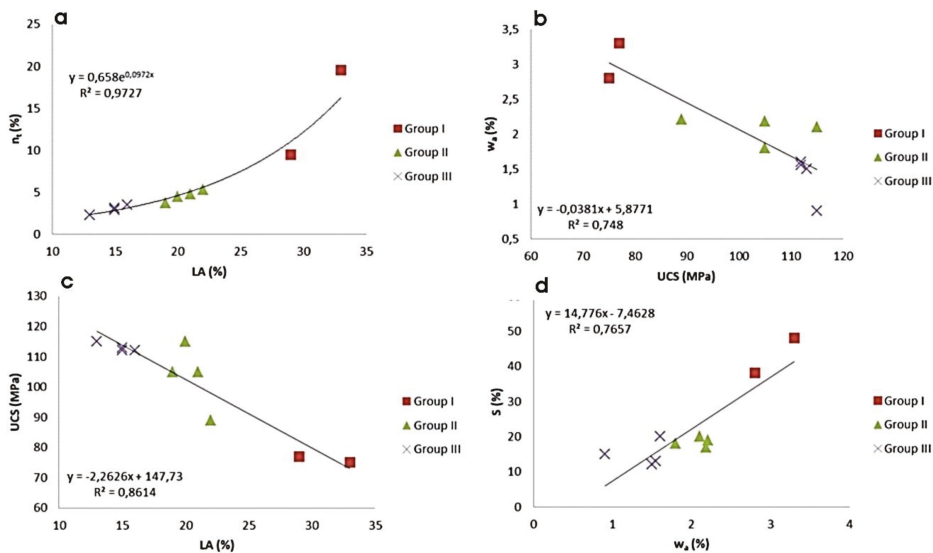 a
25
20
15
10
5
0
nₜ (%)
y = 0,658e^0,0972x
R² = 0,9727
Group I
Group II
Group III
10 15 20 25 30 35
LA (%)
b
3,5
3
2,5
2
1,5
1
0,5
wₐ (%)
y = -0,0381x + 5,8771
R² = 0,748
Group I
Group II
Group III
60 70 80 90 100 110 120
UCS (MPa)
c
130
120
110
100
90
80
70
60
UCS (MPa)
y = -2,2626x + 147,73
R² = 0,8614
Group I
Group II
Group III
10 15 20 25 30 35
LA (%)
d
50
40
30
20
10
0
S (%)
y = 14,776x - 7,4628
R² = 0,7657
Group I
Group II
Group III
0 1 2 3 4
wₐ (%)